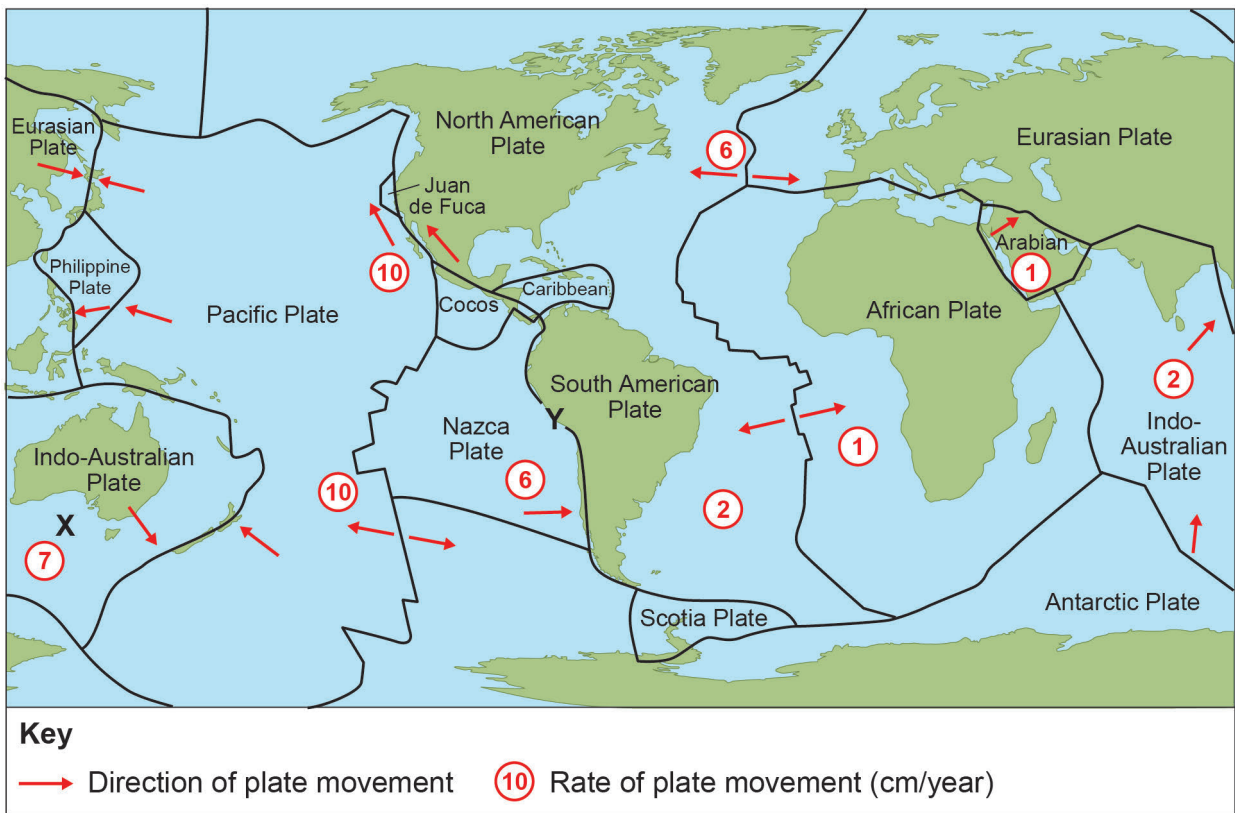 Eurasian
Plate
North American
Plate
6
Eurasian Plate
Juan
de Fuca
10
Philippine
Plate
Pacific Plate
Cocos
Caribbean
Arabian
1
African Plate
2
South American
Plate
Y
Nazca
Plate
Indo-Australian
Plate
Indo-
Australian
Plate
1
6
10
2
X
7
Scotia Plate
Antarctic Plate
Key
Direction of plate movement
10 Rate of plate movement (cm/year)